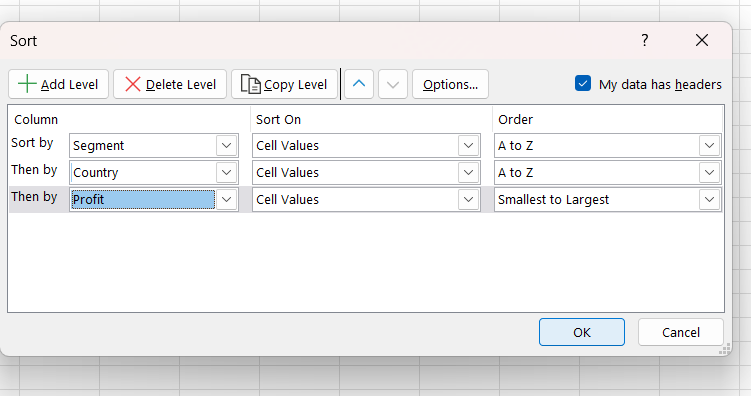 Sort ?
Add Level Delete Level Copy Level Options... My data has headers
Column Sort On Order
Sort by Segment Cell Values A to Z
Then by Country Cell Values A to Z
Then by Profit Cell Values Smallest to Largest
OK Cancel